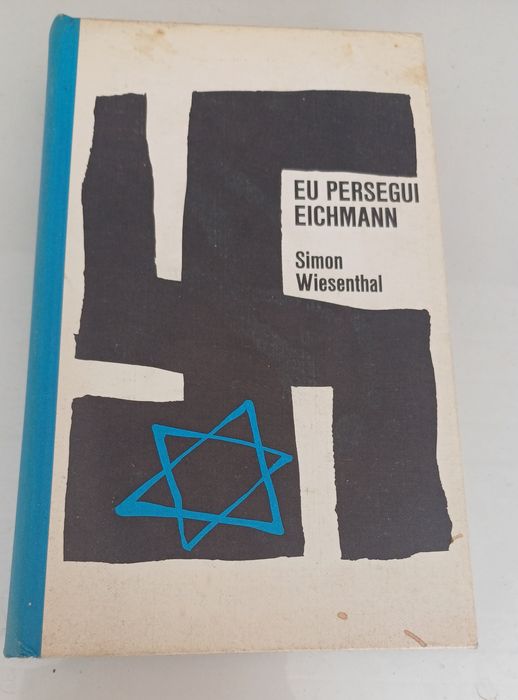 EU PERSEGUI
EICHMANN
Simon
Wiesenthal